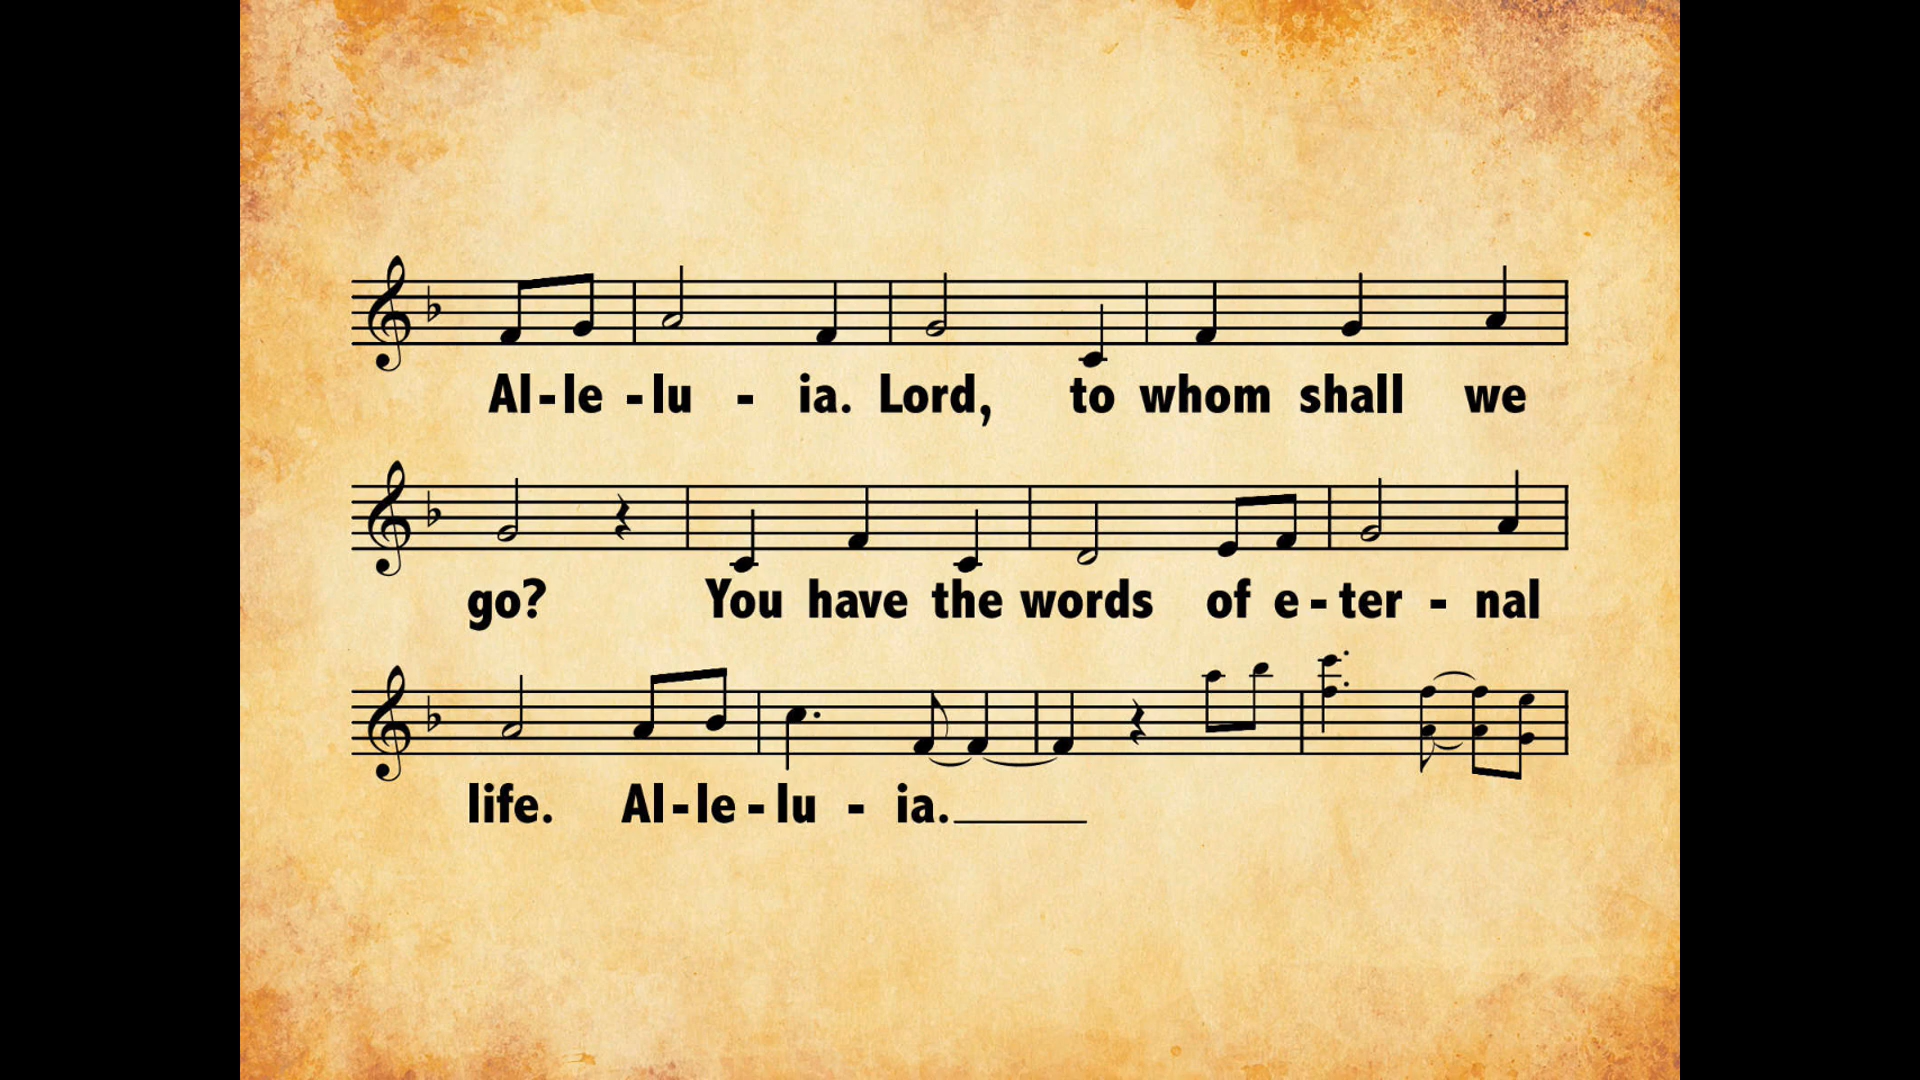 Al-le-lu - ia. Lord, to whom shall we
go? You have the words of e-ter - nal
life. Al-le-lu - ia.